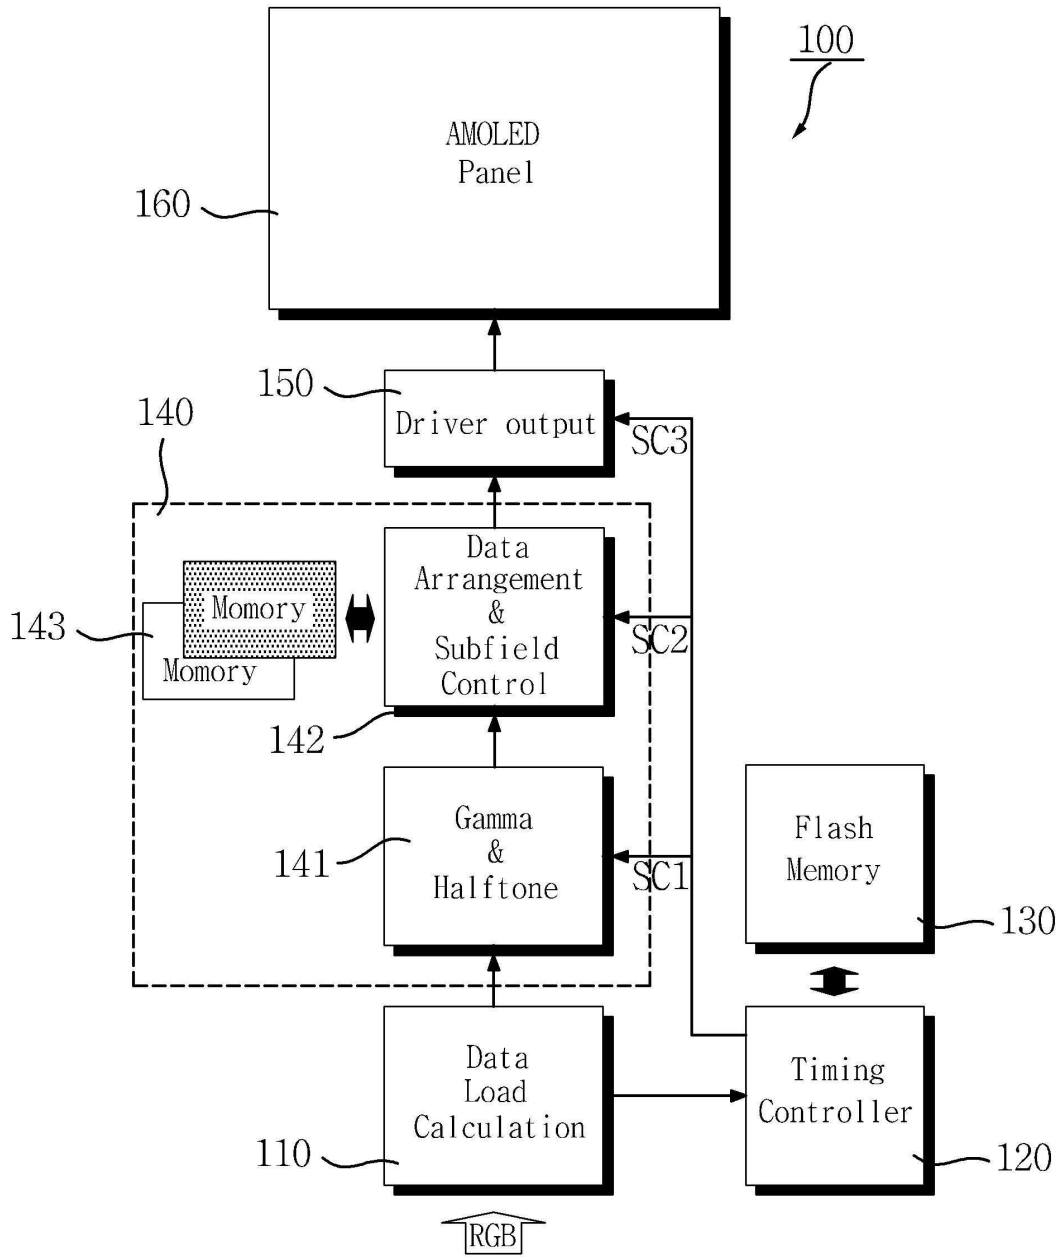 100
AMOLED
Panel
160
150
Driver output
140
SC3
Data
Arrangement
&
Subfield
Control
Momory
Momory
143
SC2
142
Gamma
&
Halftone
141
SC1
Flash
Memory
130
Data
Load
Calculation
110
Timing
Controller
120
RGB